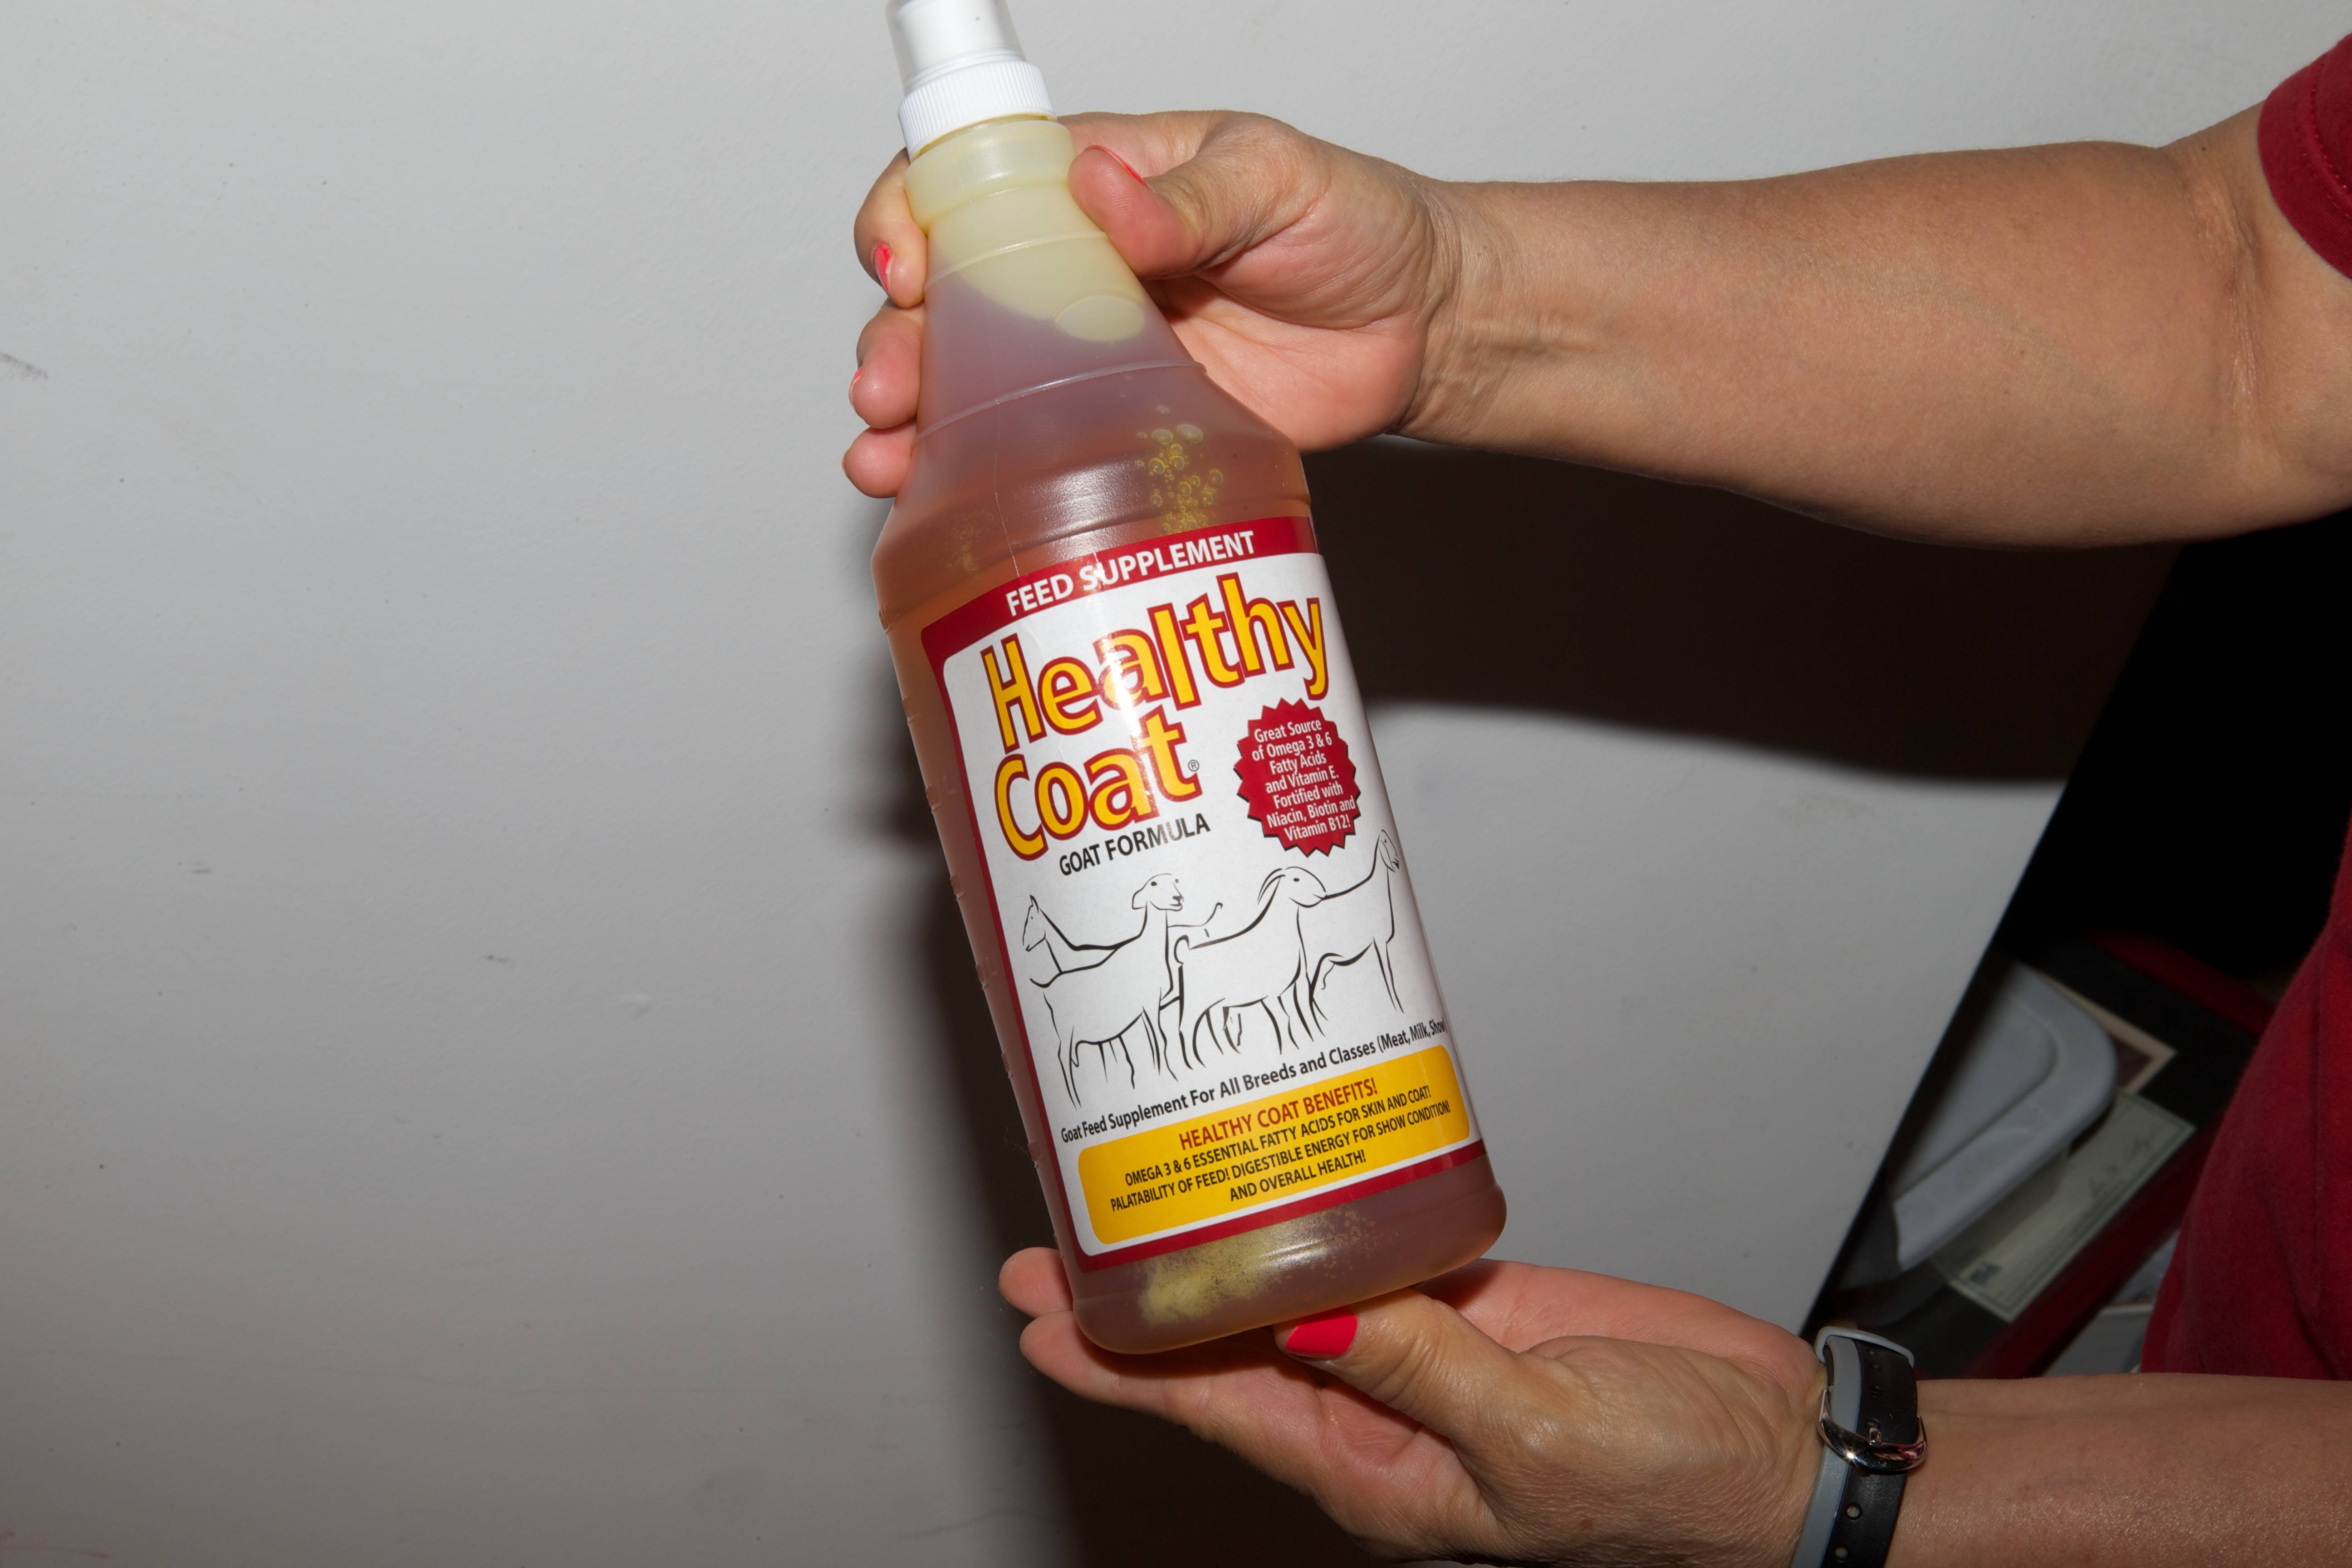 FEED SUPPLEMENT
Healthy
Coat®
GOAT FORMULA
Great Source
of Omega 3 & 6
Fatty Acids
and Vitamin E.
Fortified with
Niacin, Biotin and
Vitamin B12!
Goat Feed Supplement For All Breeds and Classes (Meat, Milk, Show)
HEALTHY COAT BENEFITS!
OMEGA 3 & 6 ESSENTIAL FATTY ACIDS FOR SKIN AND COAT!
PALATABILITY OF FEED! DIGESTIBLE ENERGY FOR SHOW CONDITION!
AND OVERALL HEALTH!